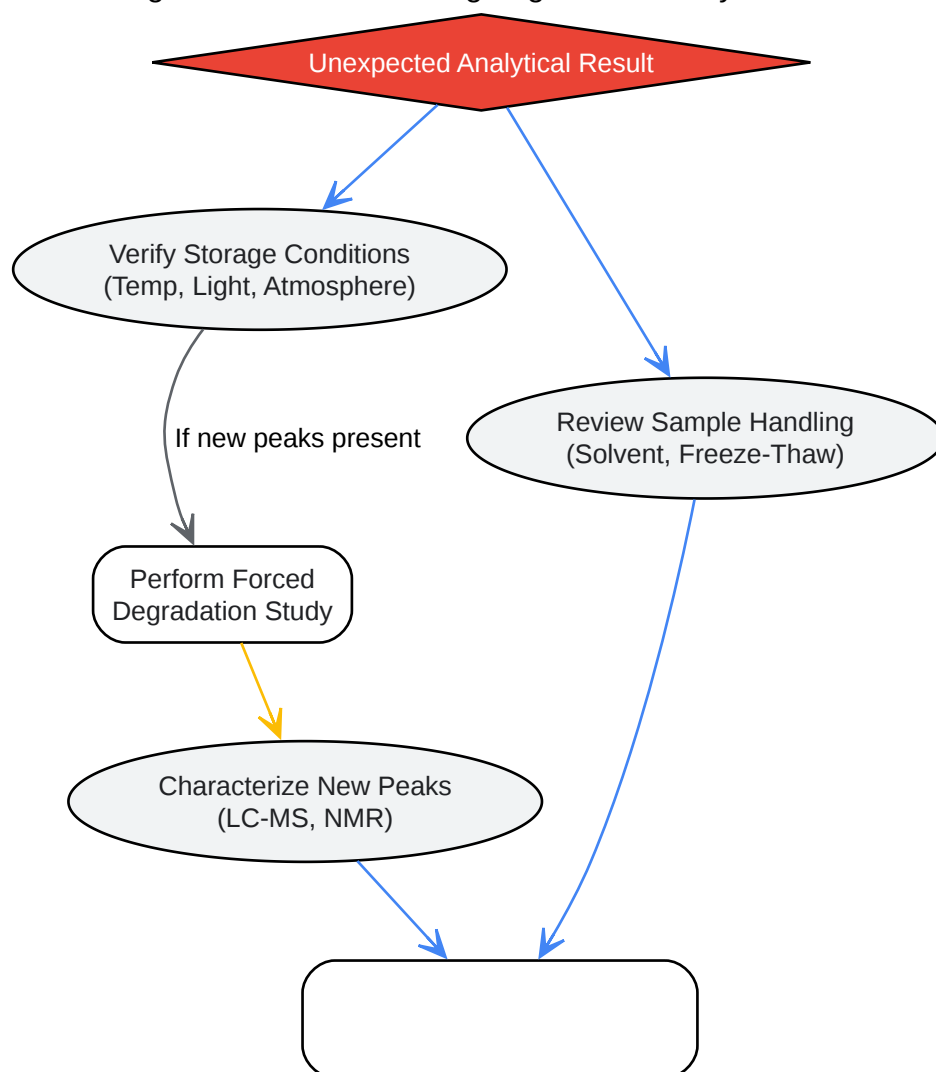 Unexpected Analytical Result
Verify Storage Conditions
(Temp, Light, Atmosphere)
Review Sample Handling
(Solvent, Freeze-Thaw)
If new peaks present
Perform Forced
Degradation Study
Characterize New Peaks
(LC-MS, NMR)